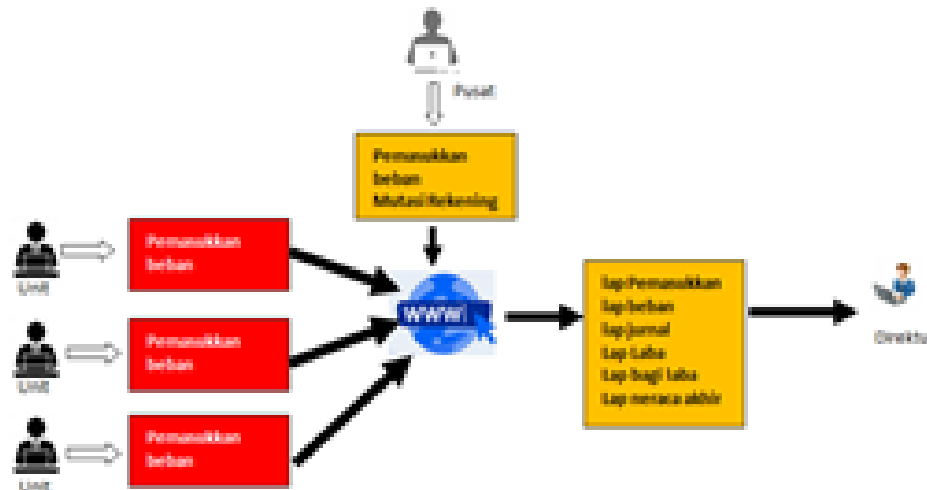 Pusat
Pemasukkan
beban
Mutasi Rekening
Unit
Pemasukkan
beban
Unit
Pemasukkan
beban
Unit
Pemasukkan
beban
WWW
lap Pemasukkan
lap beban
lap jurnal
Lap Laba
Lap bagi laba
Lap neraca akhir
Direktu